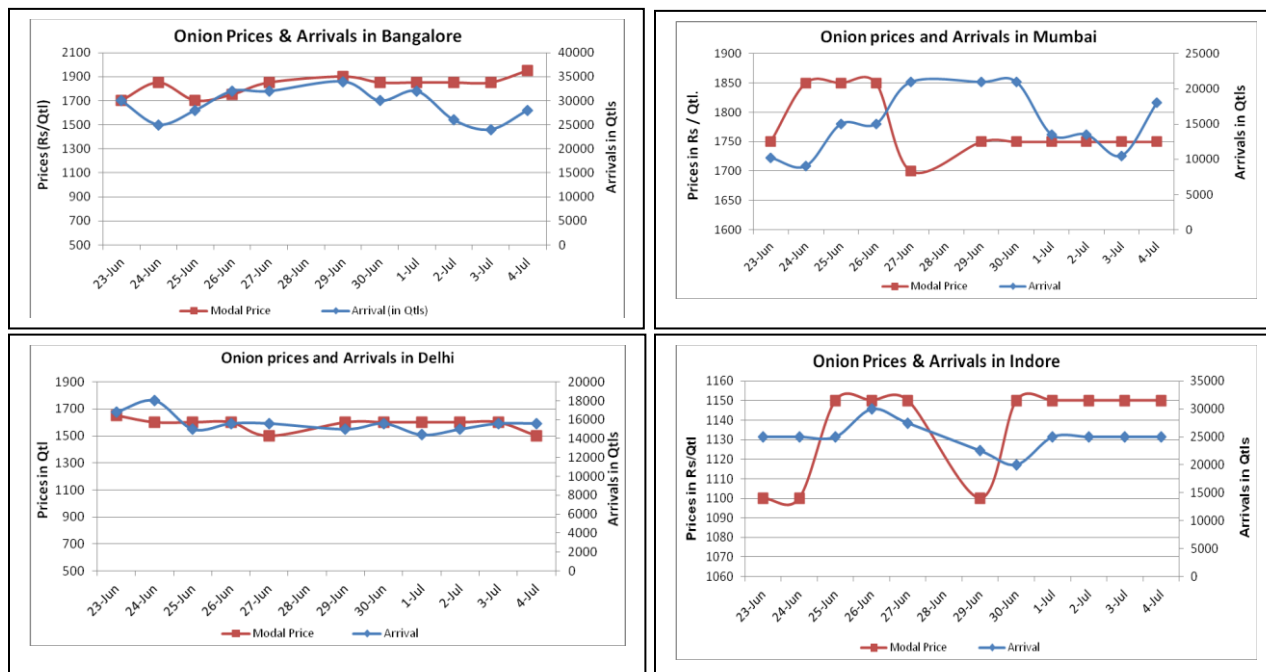 Onion Prices & Arrivals in Bangalore
2100
1900
1700
1500
1300
1100
900
700
500
40000
35000
30000
25000
20000
15000
10000
5000
0
Prices (Rs/Qtl)
Arrivals in Qtls
23-Jun
24-Jun
25-Jun
26-Jun
27-Jun
28-Jun
29-Jun
30-Jun
1-Jul
2-Jul
3-Jul
4-Jul
Modal Price
Arrival (in Qtls)
Onion prices and Arrivals in Mumbai
1900
1850
1800
1750
1700
1650
1600
25000
20000
15000
10000
5000
0
Prices in Rs / Qtl.
Arrivals in Qtls
23-Jun
24-Jun
25-Jun
26-Jun
27-Jun
28-Jun
29-Jun
30-Jun
1-Jul
2-Jul
3-Jul
4-Jul
Modal Price
Arrival
Onion prices and Arrivals in Delhi
1900
1700
1500
1300
1100
900
700
500
20000
18000
16000
14000
12000
10000
8000
6000
4000
2000
0
Prices in Qtl
Arrivals in Qtls
23-Jun
24-Jun
25-Jun
26-Jun
27-Jun
28-Jun
29-Jun
30-Jun
1-Jul
2-Jul
3-Jul
4-Jul
Modal Price
Arrival
Onion Prices & Arrivals in Indore
1160
1150
1140
1130
1120
1110
1100
1090
1080
1070
1060
35000
30000
25000
20000
15000
10000
5000
0
Prices in Rs/Qtl
Arrivals in Qtls
23-Jun
24-Jun
25-Jun
26-Jun
27-Jun
28-Jun
29-Jun
30-Jun
1-Jul
2-Jul
3-Jul
4-Jul
Modal Price
Arrival